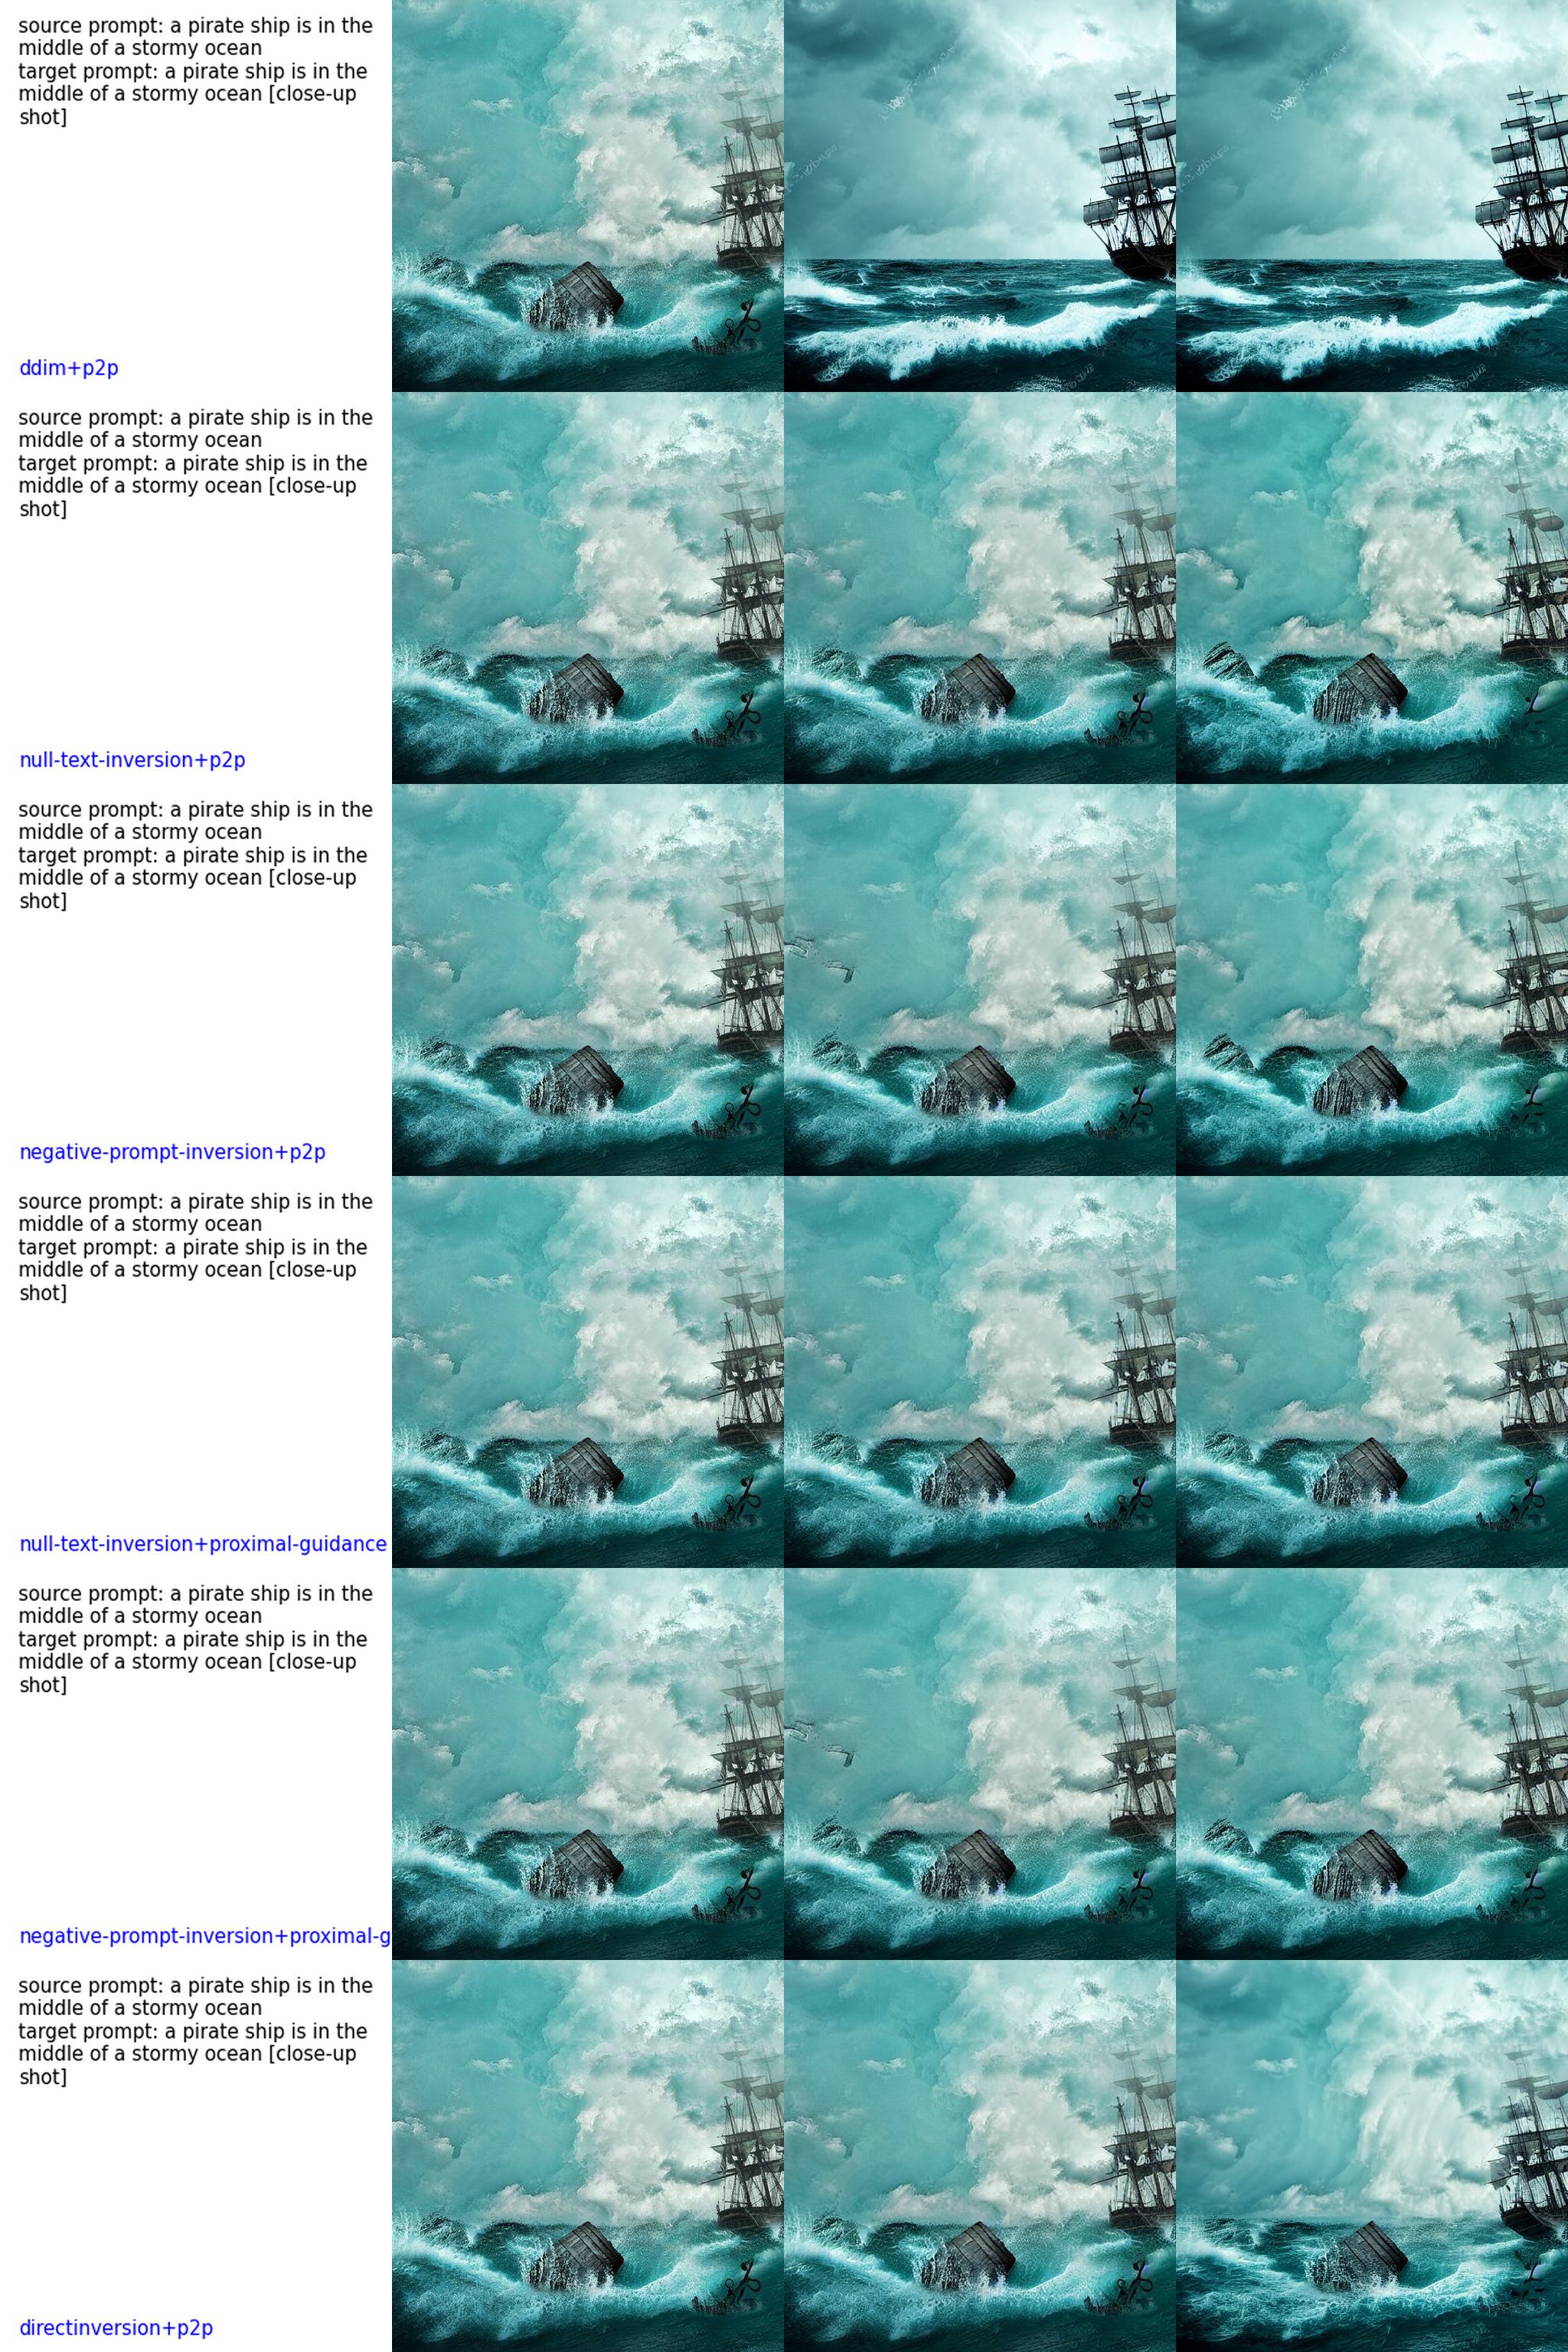 source prompt: a pirate ship is in the
middle of a stormy ocean
target prompt: a pirate ship is in the
middle of a stormy ocean [close-up
shot]
ddim+p2p
source prompt: a pirate ship is in the
middle of a stormy ocean
target prompt: a pirate ship is in the
middle of a stormy ocean [close-up
shot]
null-text-inversion+p2p
source prompt: a pirate ship is in the
middle of a stormy ocean
target prompt: a pirate ship is in the
middle of a stormy ocean [close-up
shot]
negative-prompt-inversion+p2p
source prompt: a pirate ship is in the
middle of a stormy ocean
target prompt: a pirate ship is in the
middle of a stormy ocean [close-up
shot]
null-text-inversion+proximal-guidance
source prompt: a pirate ship is in the
middle of a stormy ocean
target prompt: a pirate ship is in the
middle of a stormy ocean [close-up
shot]
negative-prompt-inversion+proximal-g
source prompt: a pirate ship is in the
middle of a stormy ocean
target prompt: a pirate ship is in the
middle of a stormy ocean [close-up
shot]
directinversion+p2p